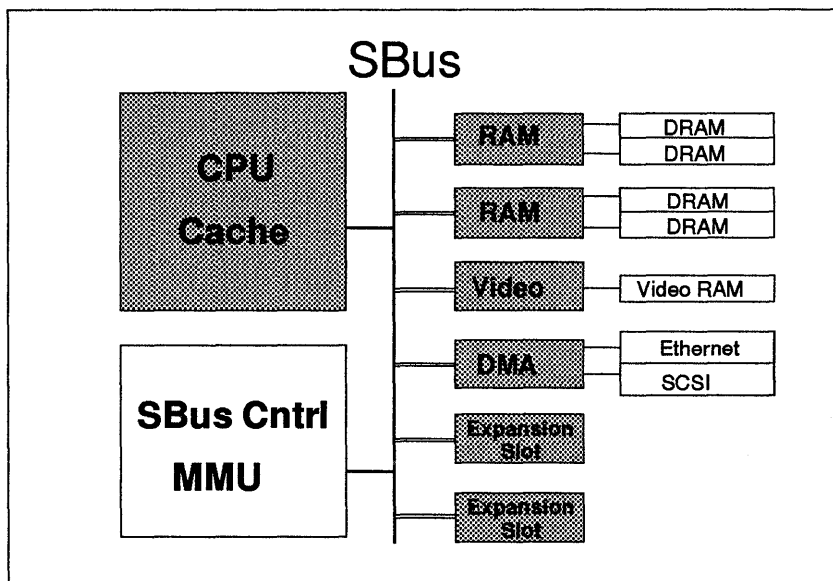 SBus
CPU
Cache
SBus Cntrl
MMU
RAM
DRAM
DRAM
RAM
DRAM
DRAM
Video
Video RAM
DMA
Ethernet
SCSI
Expansion
Slot
Expansion
Slot